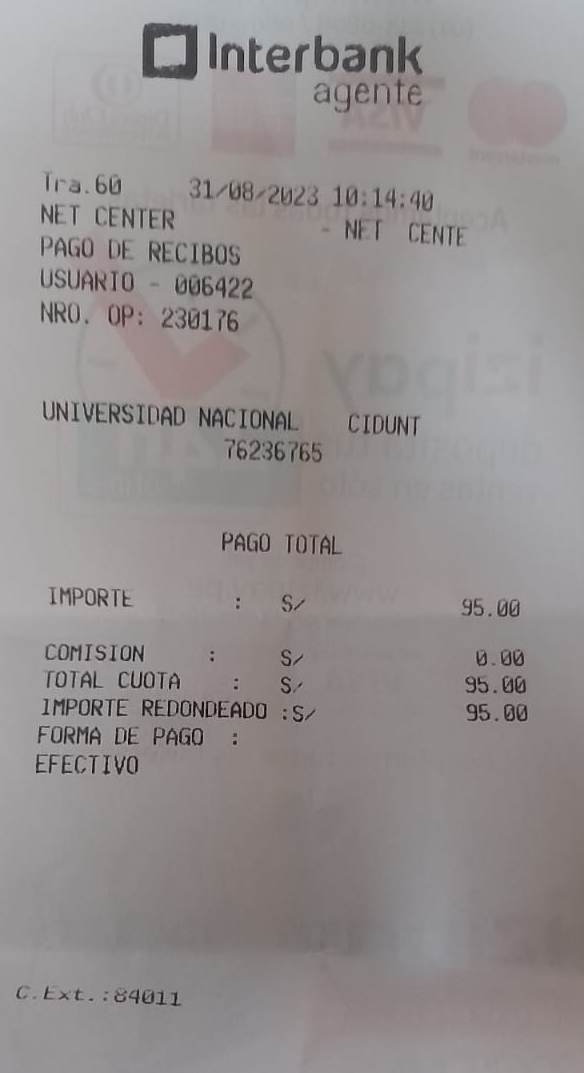 Interbank
agente
Tra.60 31/08/2023 10:14:40
NET CENTER - NET CENTE
PAGO DE RECIBOS
USUARIO - 006422
NRO. OP: 230176
UNIVERSIDAD NACIONAL CIDUNT
76236765
PAGO TOTAL
IMPORTE : S/ 95.00
COMISION : S/ 0.00
TOTAL CUOTA : S/ 95.00
IMPORTE REDONDEADO :S/ 95.00
FORMA DE PAGO :
EFECTIVO
C.Ext.:84011